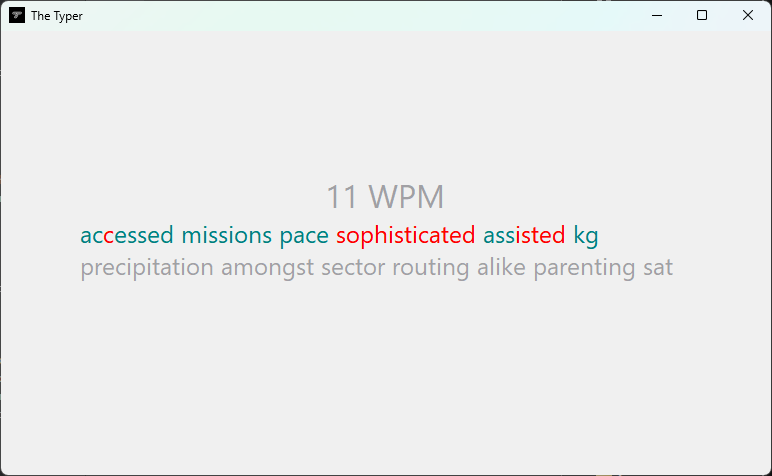 The Typer
11 WPM
accessed missions pace sophisticated assisted kg
precipitation amongst sector routing alike parenting sat